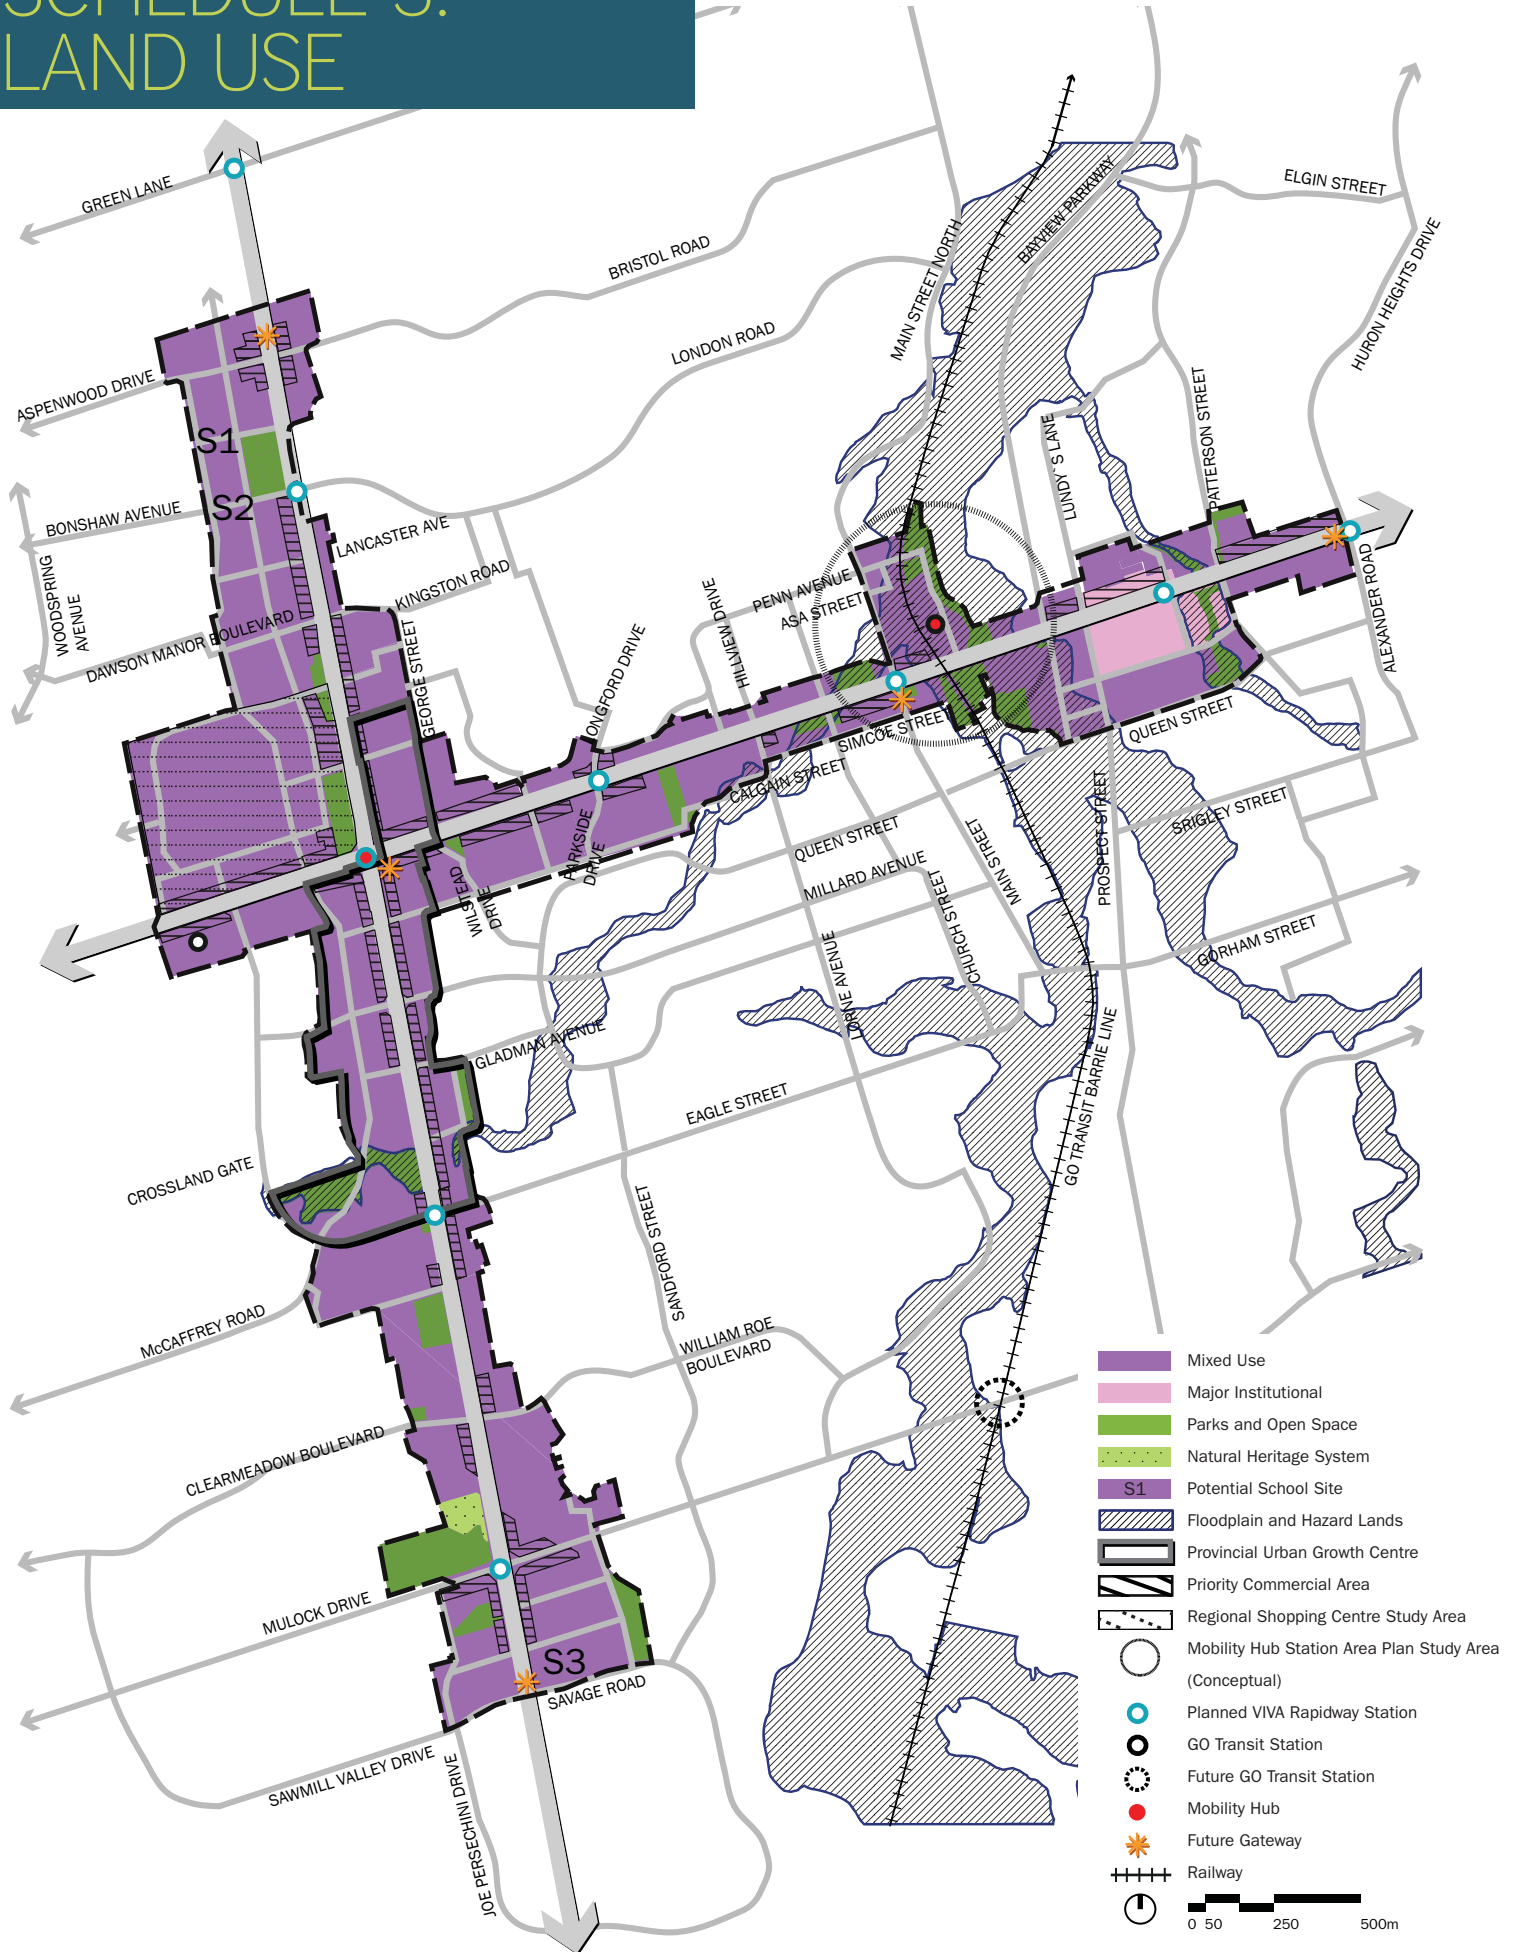 SCHEDULE 3:
LAND USE
GREEN LANE
BRISTOL ROAD
LONDON ROAD
MAIN STREET NORTH
BAYVIEW PARKWAY
ELGIN STREET
HURON HEIGHTS DRIVE
ASPENWOOD DRIVE
S1
S2
BONSHAW AVENUE
WOODSPRING
AVENUE
LANCASTER AVE
KINGSTON ROAD
DAWSON MANOR BOULEVARD
GEORGE STREET
LONGFORD DRIVE
HILLVIEW DRIVE
PENN AVENUE
ASA STREET
LUNDY'S LANE
PATTERSON STREET
ALEXANDER ROAD
SIMCOE STREET
CALGAIN STREET
QUEEN STREET
QUEEN STREET
PARKSIDE
DRIVE
WILSTEAD
DRIVE
MILLARD AVENUE
MAIN STREET
CHURCH STREET
LORNE AVENUE
PROSPECT STREET
SRIGLEY STREET
GORHAM STREET
GLADMAN AVENUE
EAGLE STREET
GO TRANSIT BARRIE LINE
CROSSLAND GATE
McCAFFREY ROAD
SANDFORD STREET
WILLIAM ROE
BOULEVARD
CLEARMEADOW BOULEVARD
MULOCK DRIVE
S3
SAVAGE ROAD
SAWMILL VALLEY DRIVE
JOE PERSECHINI DRIVE
Mixed Use
Major Institutional
Parks and Open Space
Natural Heritage System
S1 Potential School Site
Floodplain and Hazard Lands
Provincial Urban Growth Centre
Priority Commercial Area
Regional Shopping Centre Study Area
Mobility Hub Station Area Plan Study Area
(Conceptual)
Planned VIVA Rapidway Station
GO Transit Station
Future GO Transit Station
Mobility Hub
Future Gateway
Railway
0 50 250 500m